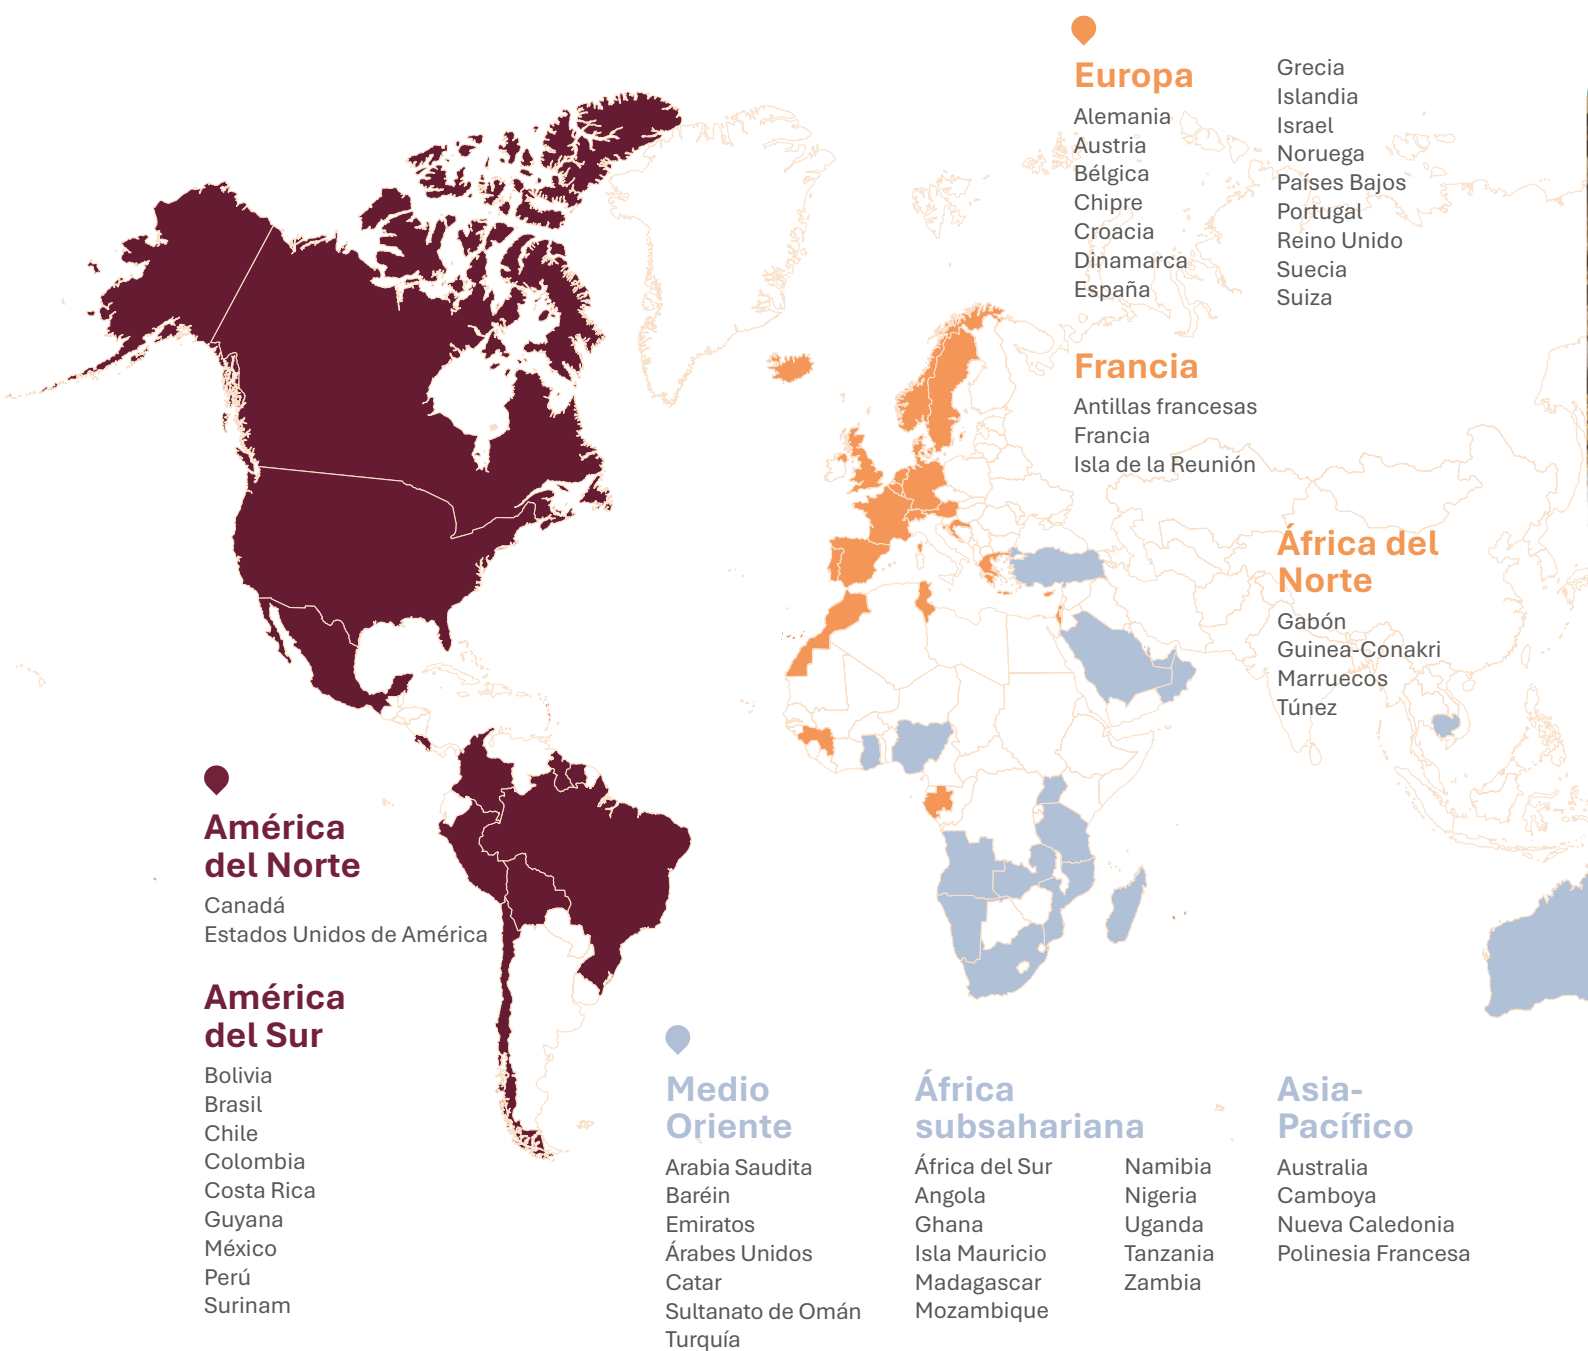 Europa
Alemania
Austria
Bélgica
Chipre
Croacia
Dinamarca
España
Grecia
Islandia
Israel
Noruega
Países Bajos
Portugal
Reino Unido
Suecia
Suiza
Francia
Antillas francesas
Francia
Isla de la Reunión
África del
Norte
Gabón
Guinea-Conakri
Marruecos
Túnez
América
del Norte
Canadá
Estados Unidos de América
América
del Sur
Bolivia
Brasil
Chile
Colombia
Costa Rica
Guyana
México
Perú
Surinam
Medio
Oriente
Arabia Saudita
Baréin
Emiratos
Árabes Unidos
Catar
Sultanato de Omán
Turquía
África
subsahariana
África del Sur
Angola
Ghana
Isla Mauricio
Madagascar
Mozambique
Namibia
Nigeria
Uganda
Tanzania
Zambia
Asia-
Pacífico
Australia
Camboya
Nueva Caledonia
Polinesia Francesa